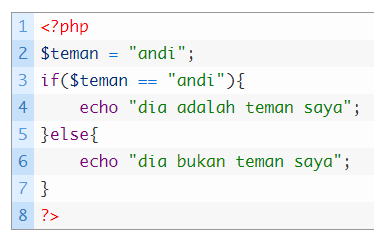 1 <?php
2 $teman = "andi";
3 if($teman == "andi"){
4     echo "dia adalah teman saya";
5 }else{
6     echo "dia bukan teman saya";
7 }
8 ?>